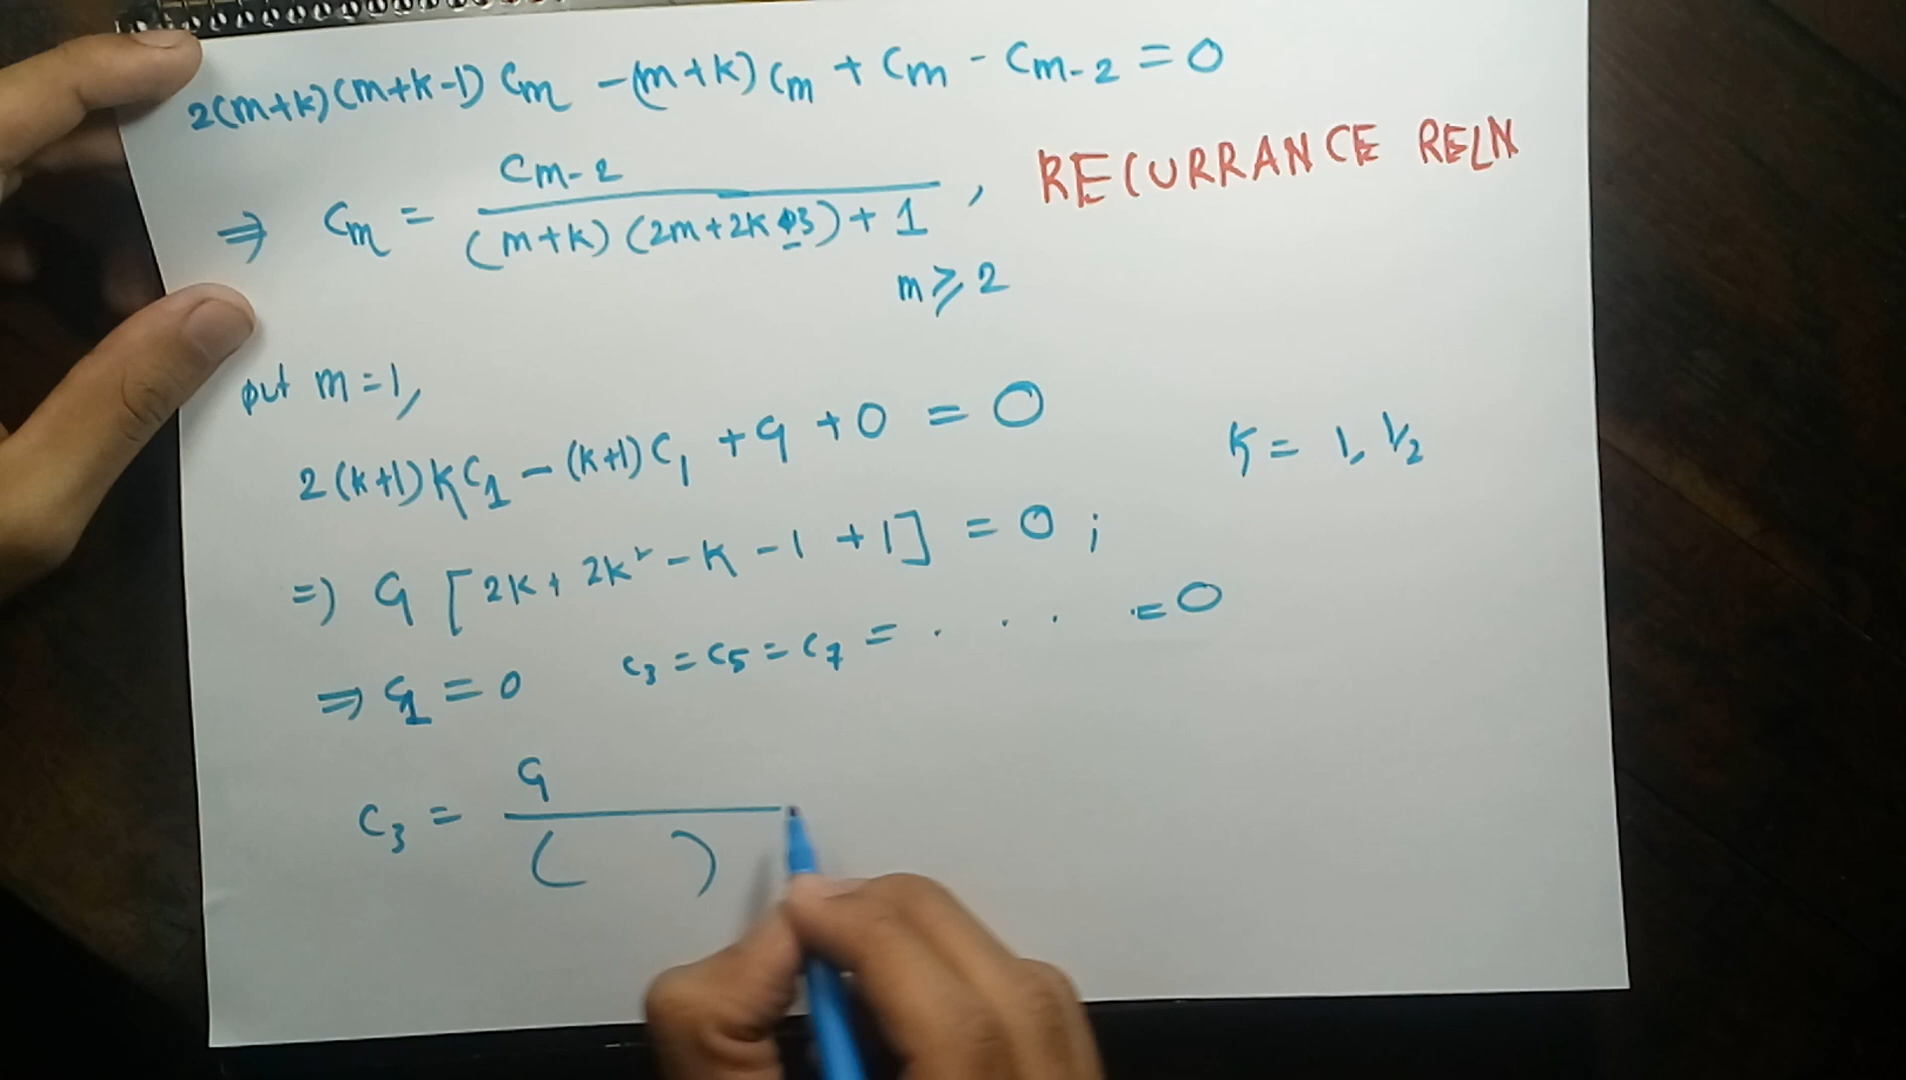 2(m+k)(m+k-1) Cm -(m+k) Cm + Cm - Cm-2 = 0
⇒ Cm = Cm-2 / (m+k)(2m+2k-3)+1 , RECURRANCE RELN
m ≥ 2
put m=1,
2(k+1)kC1 - (k+1)C1 + C1 + 0 = 0
k = 1, 1/2
=) C1 [2k + 2k² - k - 1 + 1] = 0 ;
⇒ C1 = 0 C3 = C5 = C7 = . . . . = 0
C3 = C1 / ( )